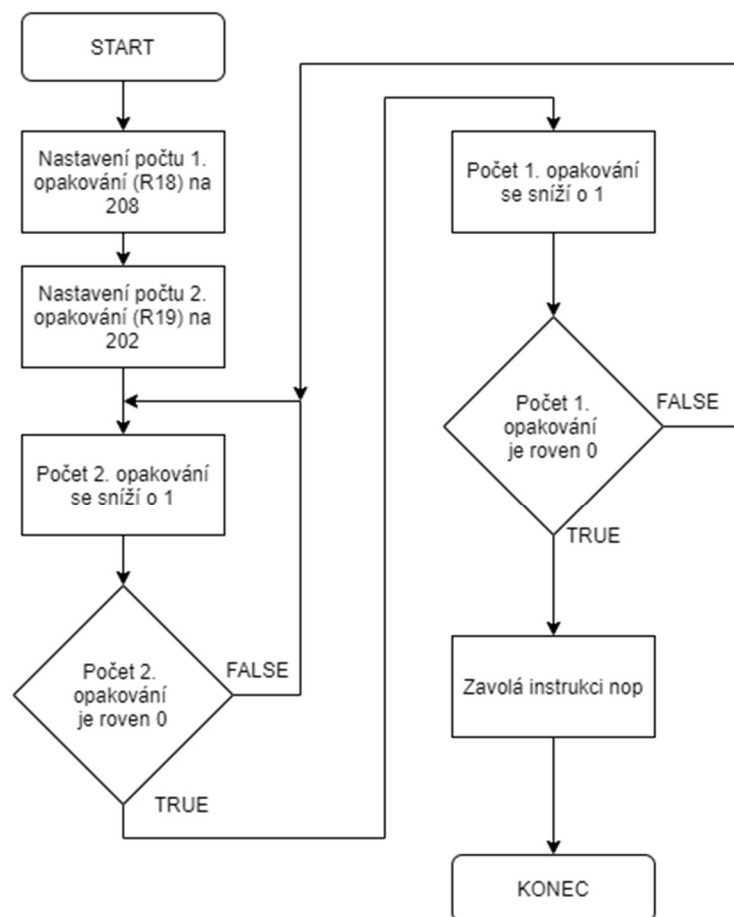 START
Nastavení počtu 1.
opakování (R18) na
208
Nastavení počtu 2.
opakování (R19) na
202
Počet 2. opakování
se sníží o 1
Počet 2.
opakování
je roven 0
FALSE
TRUE
Počet 1. opakování
se sníží o 1
Počet 1.
opakování
je roven 0
FALSE
TRUE
Zavolá instrukci nop
KONEC